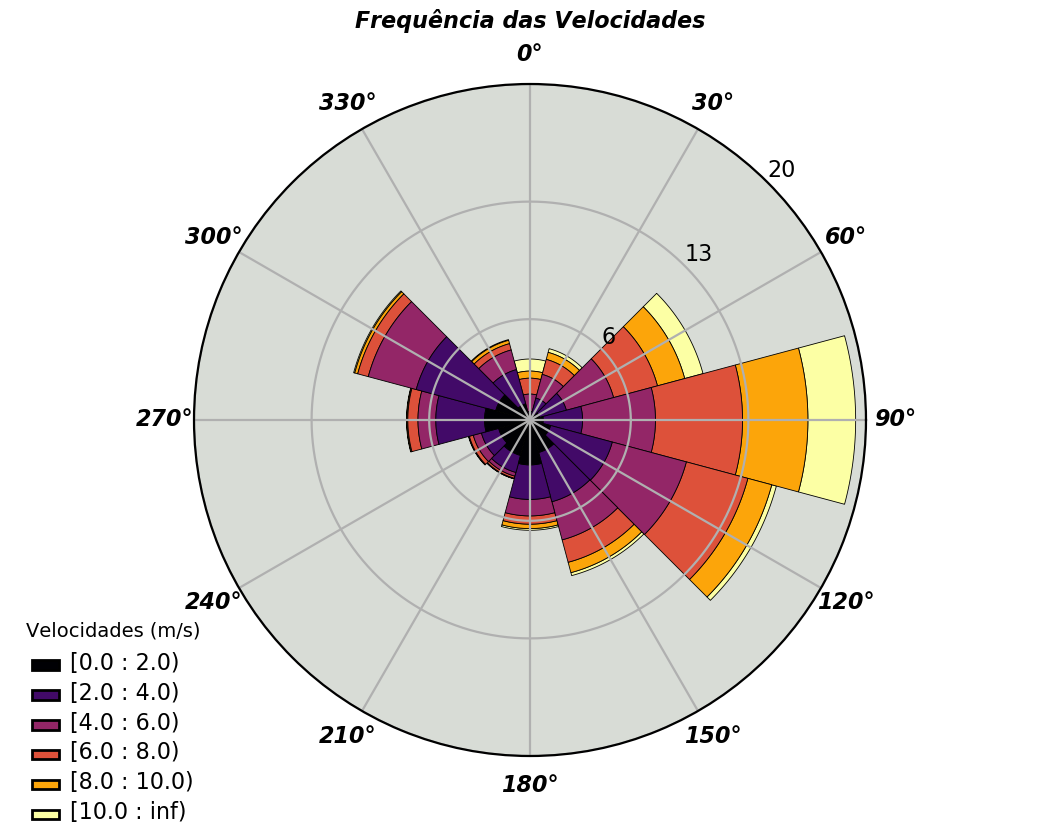 Frequência das Velocidades
0°
330°
30°
20
300°
60°
13
6
270°
90°
240°
120°
210°
150°
180°
Velocidades (m/s)
[0.0 : 2.0)
[2.0 : 4.0)
[4.0 : 6.0)
[6.0 : 8.0)
[8.0 : 10.0)
[10.0 : inf)